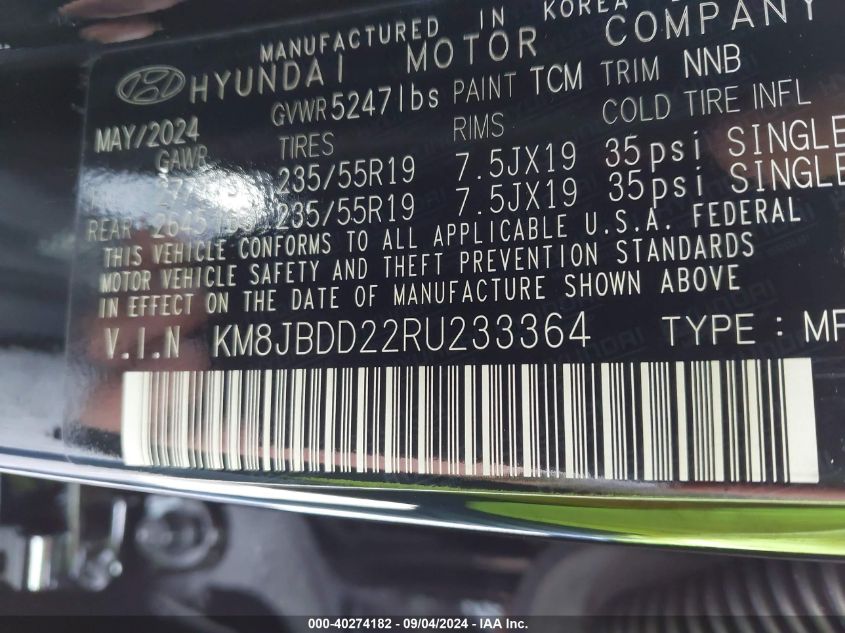 MANUFACTURED IN KOREA
HYUNDAI MOTOR COMPANY
MAY/2024 GVWR 5247lbs PAINT TCM TRIM NNB
GAWR TIRES RIMS COLD TIRE INFL
235/55R19 7.5JX19 35psi SINGLE
REAR 235/55R19 7.5JX19 35psi SINGLE
THIS VEHICLE CONFORMS TO ALL APPLICABLE U.S.A. FEDERAL
MOTOR VEHICLE SAFETY AND THEFT PREVENTION STANDARDS
IN EFFECT ON THE DATE OF MANUFACTURE SHOWN ABOVE
V.I.N KM8JBDD22RU233364 TYPE : MP
000-40274182 - 09/04/2024 - IAA Inc.